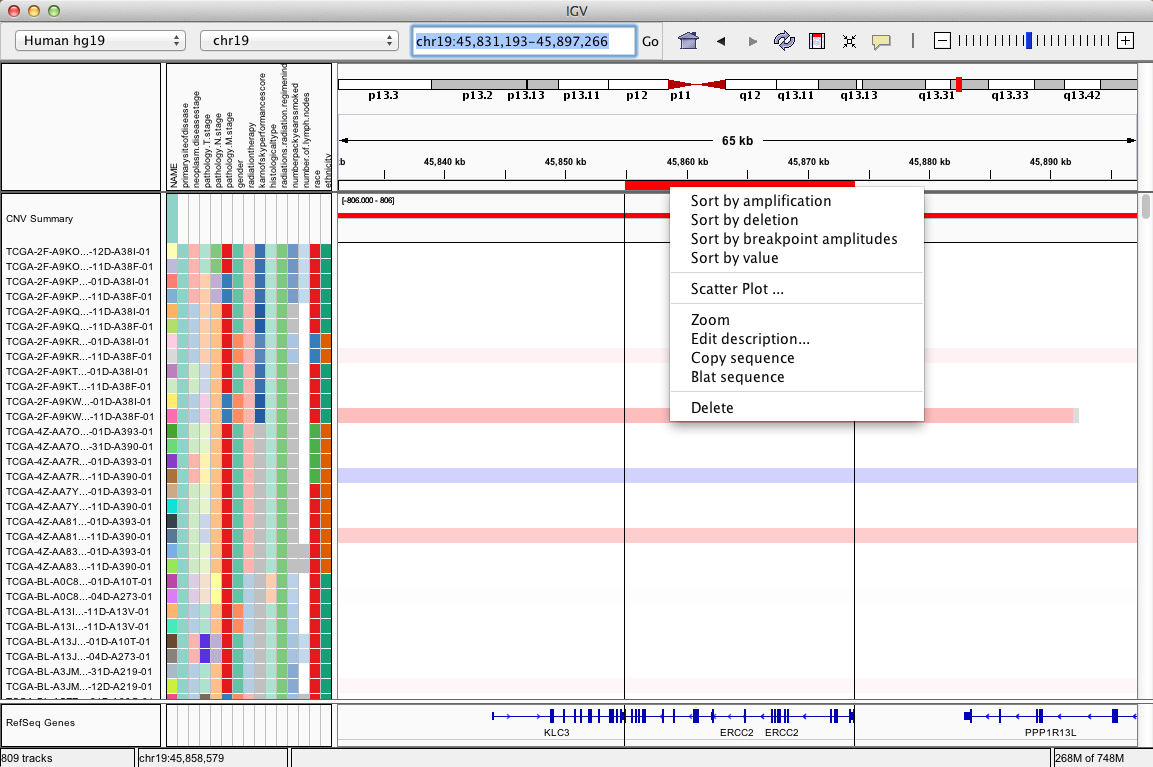 IGV
Human hg19
chr19
chr19:45,831,193-45,897,266
Go
NAME
primarysiteofdisease
neoplasm.diseasestage
pathology.T.stage
pathology.N.stage
pathology.M.stage
gender
radiationtherapy
karnofskyperformancescore
histologicaltype
radiations.radiation.regimenind
numberpackyearssmoked
number.of.lymph.nodes
race
ethnicity
p13.3 p13.2 p13.13 p13.11 p12 p11 q12 q13.11 q13.13 q13.31 q13.33 q13.42
65 kb
kb 45,840 kb 45,850 kb 45,860 kb 45,870 kb 45,880 kb 45,890 kb
CNV Summary
[-806.000 - 806]
Sort by amplification
Sort by deletion
Sort by breakpoint amplitudes
Sort by value
Scatter Plot ...
Zoom
Edit description...
Copy sequence
Blat sequence
Delete
TCGA-2F-A9KO...-12D-A38I-01
TCGA-2F-A9KO...-11D-A38F-01
TCGA-2F-A9KP...-01D-A38I-01
TCGA-2F-A9KP...-11D-A38F-01
TCGA-2F-A9KQ...-01D-A38I-01
TCGA-2F-A9KQ...-11D-A38F-01
TCGA-2F-A9KR...-01D-A38I-01
TCGA-2F-A9KR...-11D-A38F-01
TCGA-2F-A9KT...-01D-A38I-01
TCGA-2F-A9KT...-11D-A38F-01
TCGA-2F-A9KW...-01D-A38I-01
TCGA-2F-A9KW...-11D-A38F-01
TCGA-4Z-AA7O...-01D-A393-01
TCGA-4Z-AA7O...-31D-A390-01
TCGA-4Z-AA7R...-01D-A393-01
TCGA-4Z-AA7R...-11D-A390-01
TCGA-4Z-AA7Y...-01D-A393-01
TCGA-4Z-AA7Y...-11D-A390-01
TCGA-4Z-AA81...-01D-A393-01
TCGA-4Z-AA81...-11D-A390-01
TCGA-4Z-AA83...-01D-A393-01
TCGA-4Z-AA83...-11D-A390-01
TCGA-BL-A0C8...-01D-A10T-01
TCGA-BL-A0C8...-04D-A273-01
TCGA-BL-A13I...-11D-A13V-01
TCGA-BL-A13I...-11D-A13V-01
TCGA-BL-A13J...-01D-A10T-01
TCGA-BL-A13J...-04D-A273-01
TCGA-BL-A3JM...-31D-A219-01
TCGA-BL-A3JM...-12D-A219-01
RefSeq Genes
KLC3 ERCC2 ERCC2 PPP1R13L
809 tracks
chr19:45,858,579
268M of 748M